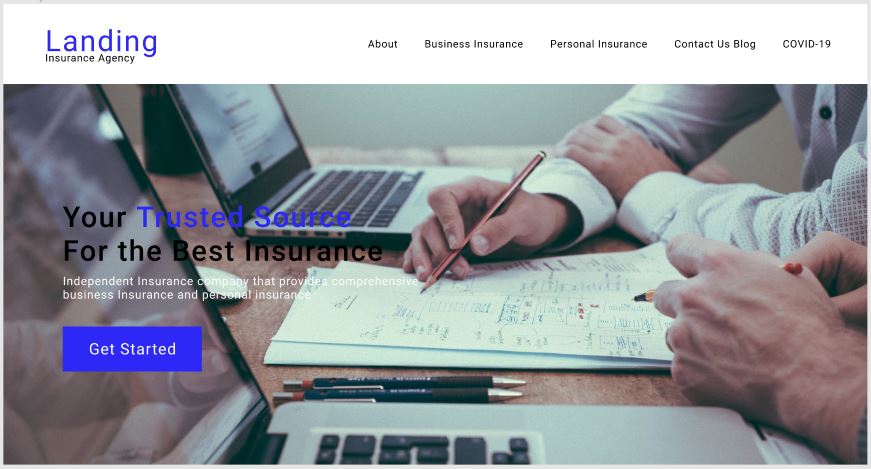 Landing
Insurance Agency
About Business Insurance Personal Insurance Contact Us Blog COVID-19
Your Trusted Source
For the Best Insurance
Independent Insurance company that provides comprehensive
business Insurance and personal insurance
Get Started